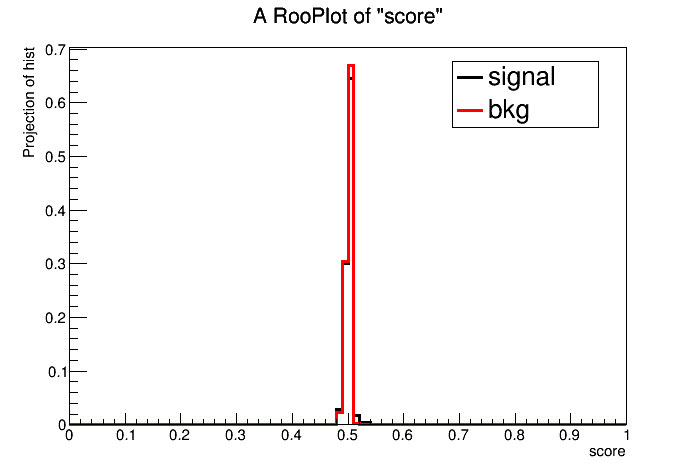 A RooPlot of "score"
Projection of hist
0.7
0.6
0.5
0.4
0.3
0.2
0.1
0
signal
bkg
0 0.1 0.2 0.3 0.4 0.5 0.6 0.7 0.8 0.9 1
score